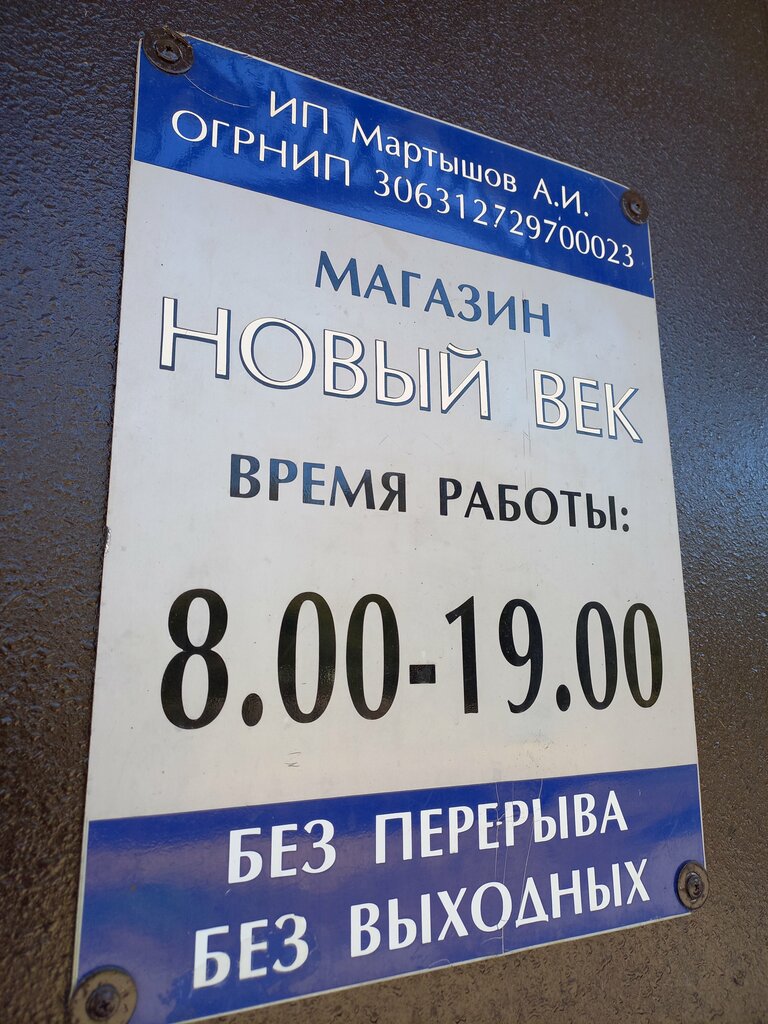 ИП Мартышов А.И.
ОГРНИП 306312729700023
МАГАЗИН
НОВЫЙ ВЕК
ВРЕМЯ РАБОТЫ:
8.00-19.00
БЕЗ ПЕРЕРЫВА
БЕЗ ВЫХОДНЫХ